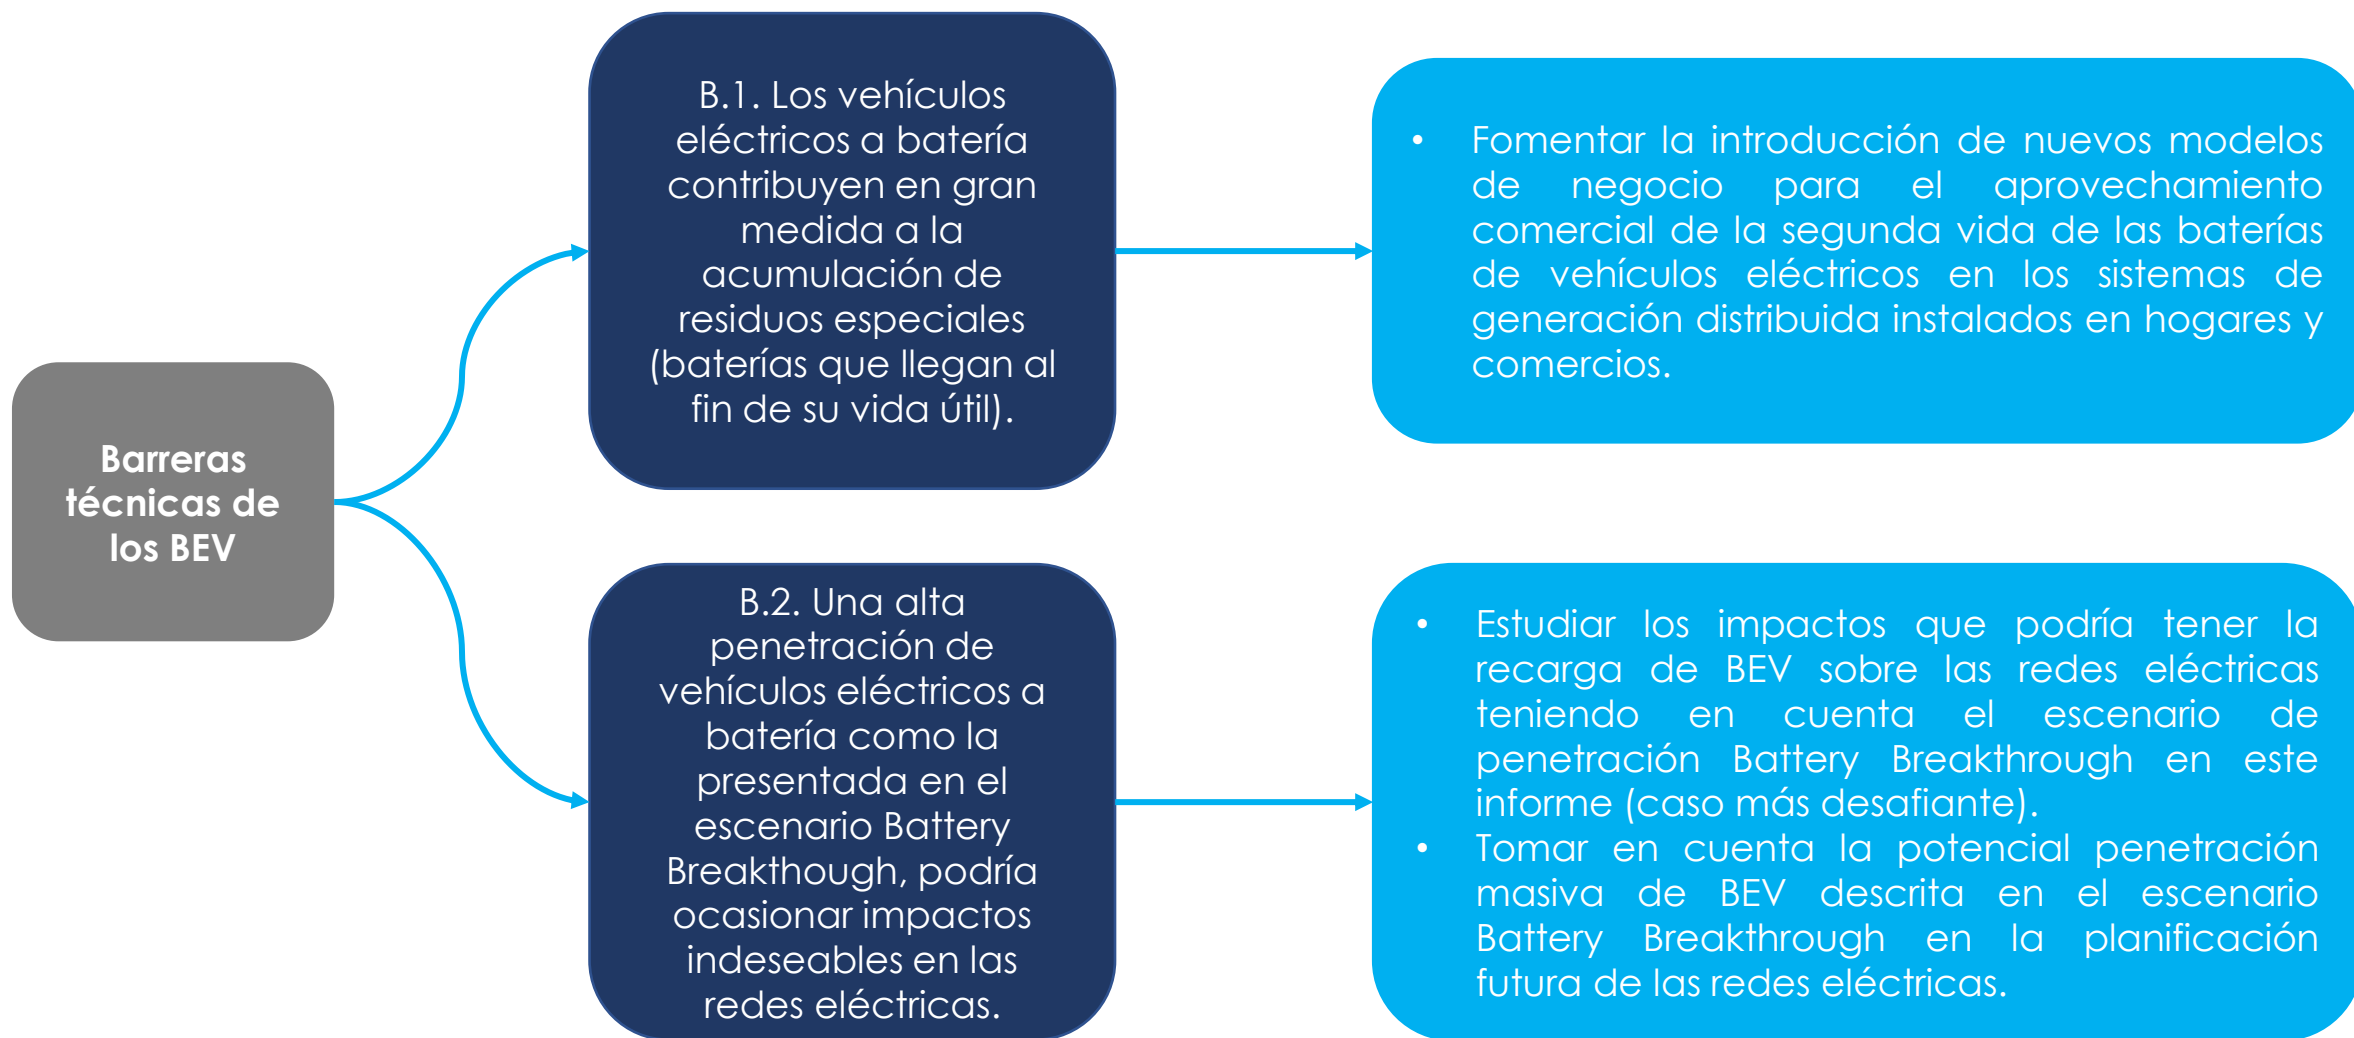 Barreras
técnicas de
los BEV
B.1. Los vehículos
eléctricos a batería
contribuyen en gran
medida a la
acumulación de
residuos especiales
(baterías que llegan al
fin de su vida útil).
• Fomentar la introducción de nuevos modelos
de negocio para el aprovechamiento
comercial de la segunda vida de las baterías
de vehículos eléctricos en los sistemas de
generación distribuida instalados en hogares y
comercios.
B.2. Una alta
penetración de
vehículos eléctricos a
batería como la
presentada en el
escenario Battery
Breakthough, podría
ocasionar impactos
indeseables en las
redes eléctricas.
• Estudiar los impactos que podría tener la
recarga de BEV sobre las redes eléctricas
teniendo en cuenta el escenario de
penetración Battery Breakthrough en este
informe (caso más desafiante).
• Tomar en cuenta la potencial penetración
masiva de BEV descrita en el escenario
Battery Breakthrough en la planificación
futura de las redes eléctricas.